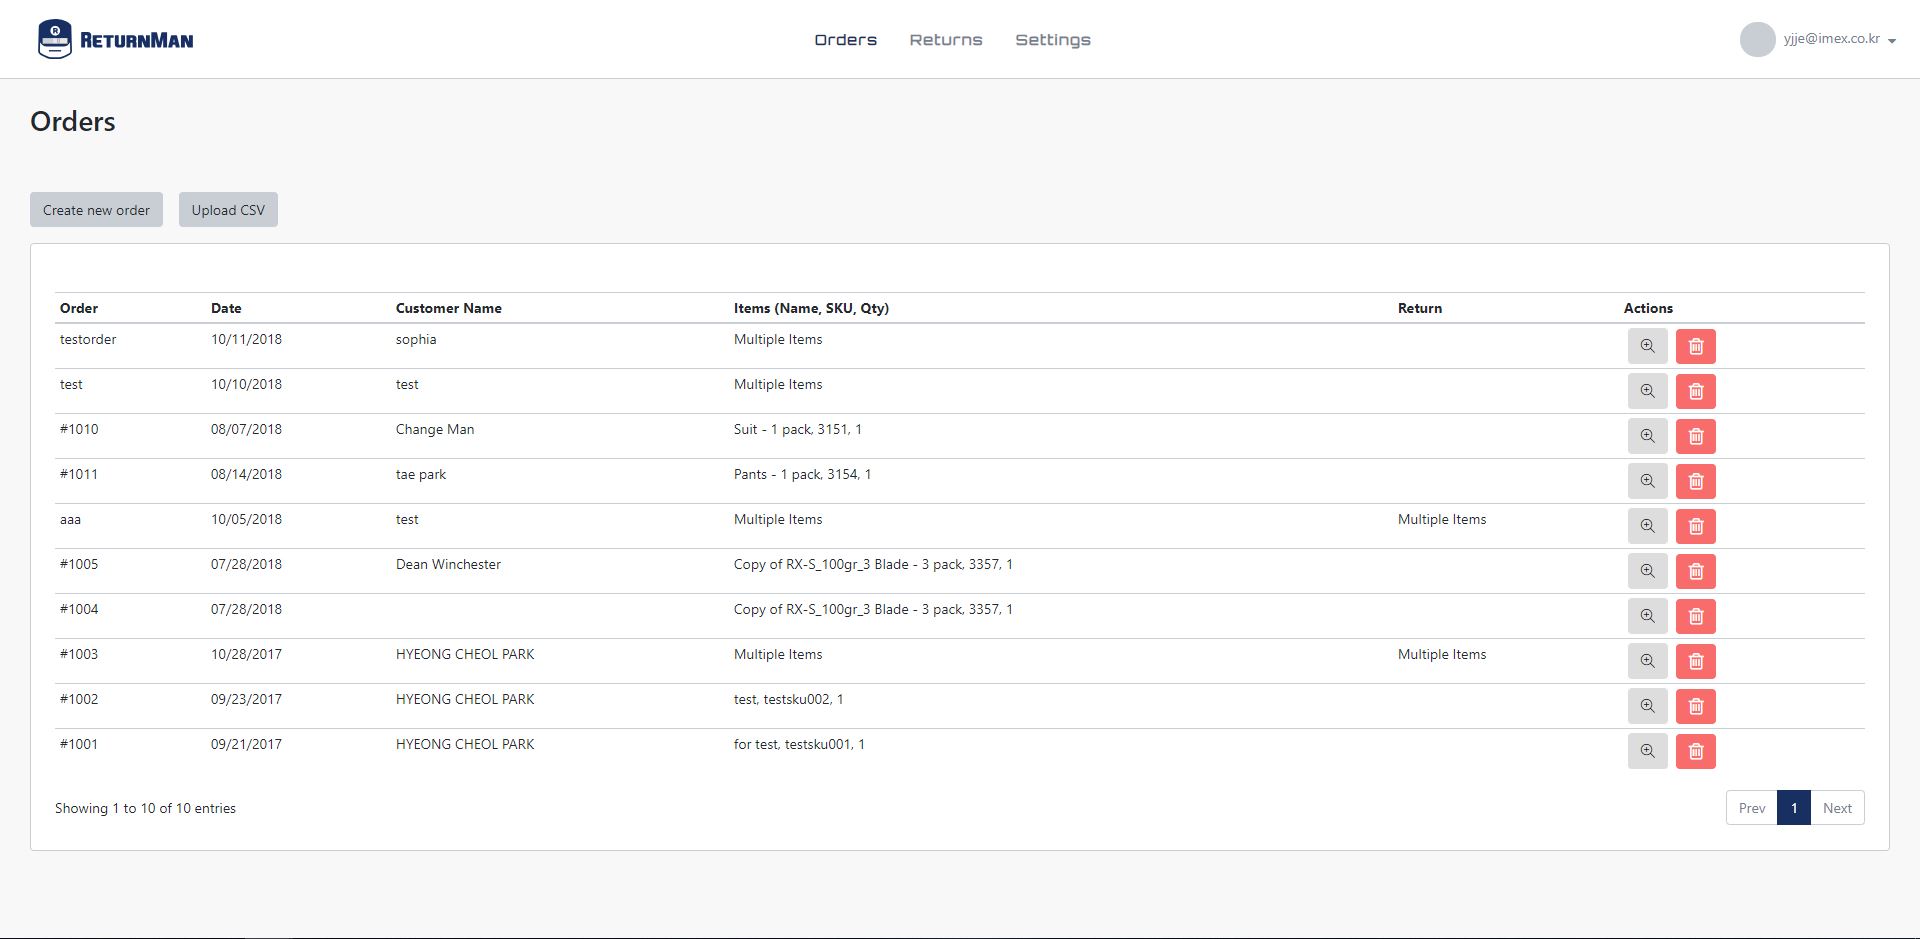 R RETURNMAN
Orders Returns Settings
yjje@imex.co.kr
Orders
Create new order Upload CSV
Order Date Customer Name Items (Name, SKU, Qty) Return Actions
testorder 10/11/2018 sophia Multiple Items
test 10/10/2018 test Multiple Items
#1010 08/07/2018 Change Man Suit - 1 pack, 3151, 1
#1011 08/14/2018 tae park Pants - 1 pack, 3154, 1
aaa 10/05/2018 test Multiple Items Multiple Items
#1005 07/28/2018 Dean Winchester Copy of RX-S_100gr_3 Blade - 3 pack, 3357, 1
#1004 07/28/2018 Copy of RX-S_100gr_3 Blade - 3 pack, 3357, 1
#1003 10/28/2017 HYEONG CHEOL PARK Multiple Items Multiple Items
#1002 09/23/2017 HYEONG CHEOL PARK test, testsku002, 1
#1001 09/21/2017 HYEONG CHEOL PARK for test, testsku001, 1
Showing 1 to 10 of 10 entries
Prev 1 Next